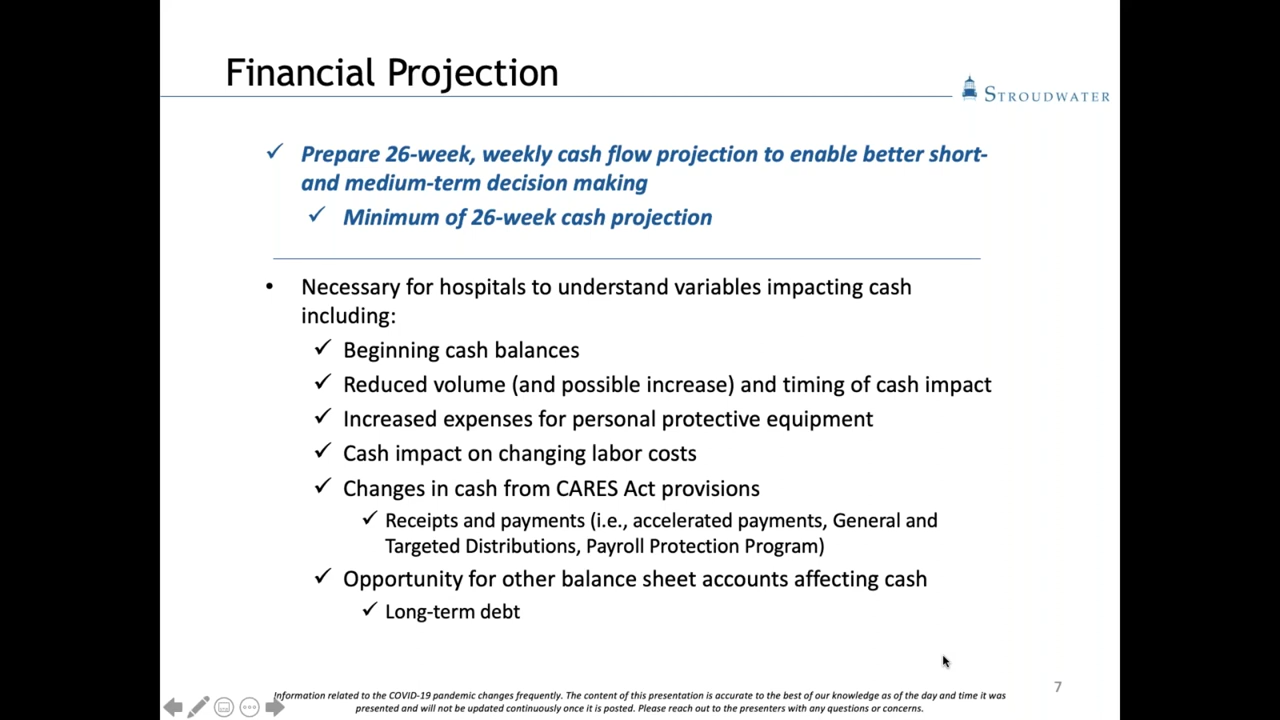 Financial Projection
STROUDWATER
✓ Prepare 26-week, weekly cash flow projection to enable better short-
and medium-term decision making
✓ Minimum of 26-week cash projection
• Necessary for hospitals to understand variables impacting cash
including:
✓ Beginning cash balances
✓ Reduced volume (and possible increase) and timing of cash impact
✓ Increased expenses for personal protective equipment
✓ Cash impact on changing labor costs
✓ Changes in cash from CARES Act provisions
✓ Receipts and payments (i.e., accelerated payments, General and
Targeted Distributions, Payroll Protection Program)
✓ Opportunity for other balance sheet accounts affecting cash
✓ Long-term debt
7
Information related to the COVID-19 pandemic changes frequently. The content of this presentation is accurate to the best of our knowledge as of the day and time it was
presented and will not be updated continuously once it is posted. Please reach out to the presenters with any questions or concerns.